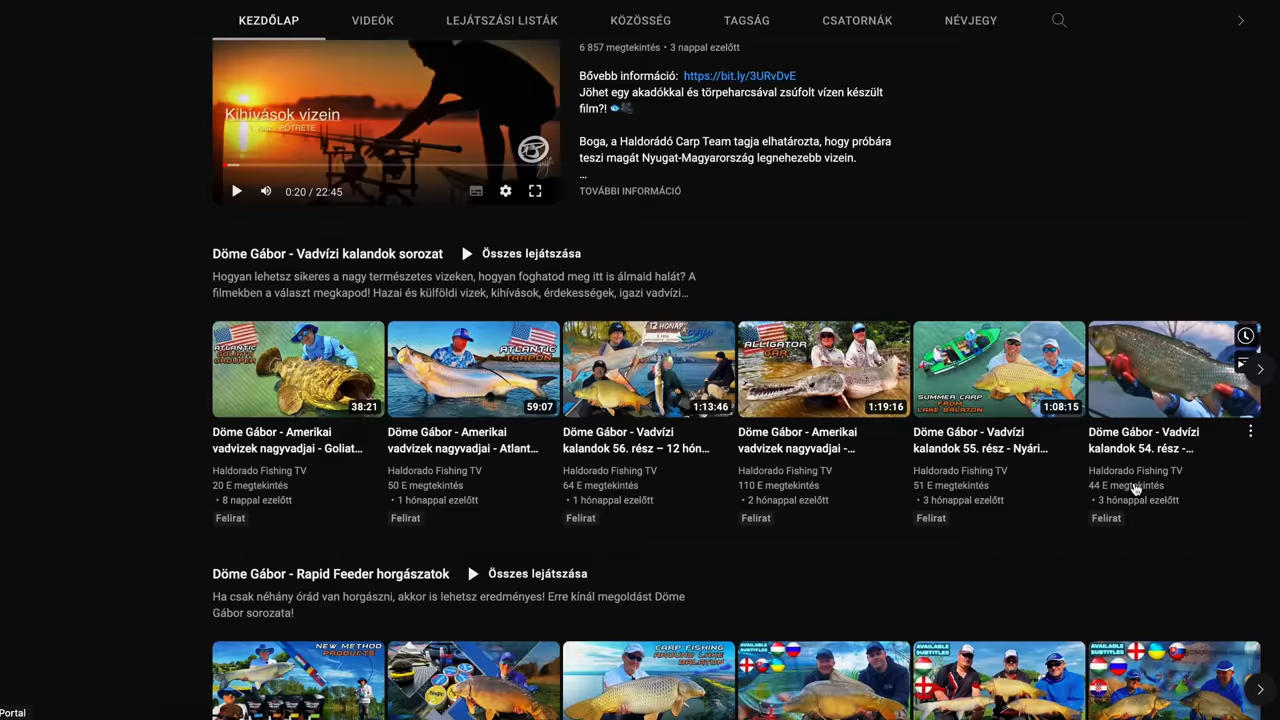 KEZDŐLAP VIDEÓK LEJÁTSZÁSI LISTÁK KÖZÖSSÉG TAGSÁG CSATORNÁK NÉVJEGY
6 857 megtekintés • 3 nappal ezelőtt
Bővebb információ: https://bit.ly/3URvDvE
Jöhet egy akadókkal és törpeharcsával zsúfolt vízen készült
film?!
Kihívások vizein
PÓTRÉTE
Boga, a Haldorádó Carp Team tagja elhatározta, hogy próbára
teszi magát Nyugat-Magyarország legnehezebb vizein.
...
TOVÁBBI INFORMÁCIÓ
0:20 / 22:45
Döme Gábor - Vadvízi kalandok sorozat Összes lejátszása
Hogyan lehetsz sikeres a nagy természetes vizeken, hogyan foghatod meg itt is álmaid halát? A
filmekben a választ megkapod! Hazai és külföldi vizek, kihívások, érdekességek, igazi vadvízi...
ATLANTIC
GOLIATH
GROUPER
38:21
ATLANTIC
TARPON
59:07
12 HÓNAP
1:13:46
ALLIGATOR
GAR
1:19:16
SUMMER CARP
FROM
LAKE BALATON
1:08:15
Döme Gábor - Amerikai
vadvizek nagyvadjai - Goliat...
Haldorado Fishing TV
20 E megtekintés
• 8 nappal ezelőtt
Felirat
Döme Gábor - Amerikai
vadvizek nagyvadjai - Atlant...
Haldorado Fishing TV
50 E megtekintés
• 1 hónappal ezelőtt
Felirat
Döme Gábor - Vadvízi
kalandok 56. rész – 12 hón...
Haldorado Fishing TV
64 E megtekintés
• 1 hónappal ezelőtt
Felirat
Döme Gábor - Amerikai
vadvizek nagyvadjai -...
Haldorado Fishing TV
110 E megtekintés
• 2 hónappal ezelőtt
Felirat
Döme Gábor - Vadvízi
kalandok 55. rész - Nyári...
Haldorado Fishing TV
51 E megtekintés
• 3 hónappal ezelőtt
Felirat
Döme Gábor - Vadvízi
kalandok 54. rész -...
Haldorado Fishing TV
44 E megtekintés
• 3 hónappal ezelőtt
Felirat
Döme Gábor - Rapid Feeder horgászatok Összes lejátszása
Ha csak néhány órád van horgászni, akkor is lehetsz eredményes! Erre kínál megoldást Döme
Gábor sorozata!
NEW METHOD
PRODUCTS
CARP FISHING
AROUND LAKE
BALATON
AVAILABLE
SUBTITLES
AVAILABLE
SUBTITLES
AVAILABLE
SUBTITLES
Portal